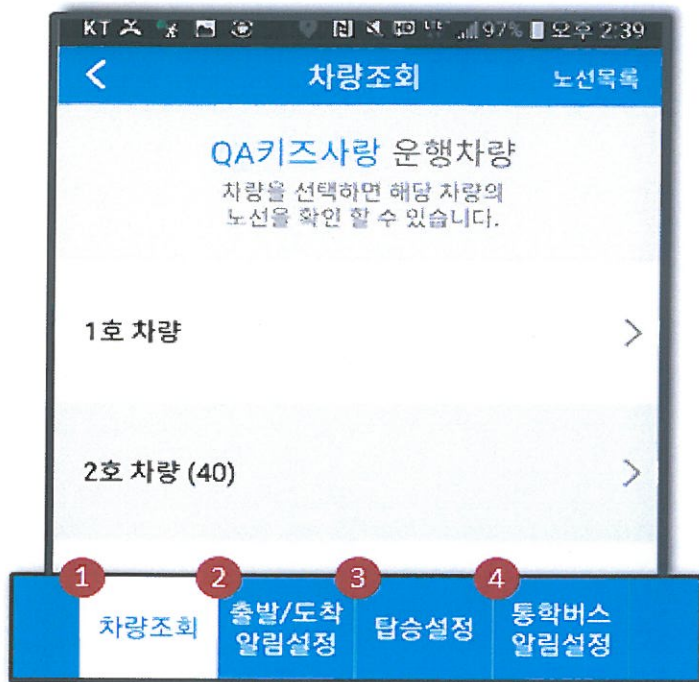 KT 97% 오후 2:39
< 차량조회 노선목록
QA키즈사랑 운행차량
차량을 선택하면 해당 차량의
노선을 확인 할 수 있습니다.
1호 차량 >
2호 차량 (40) >
1 2 3 4
차량조회 출발/도착 알림설정 탑승설정 통학버스 알림설정